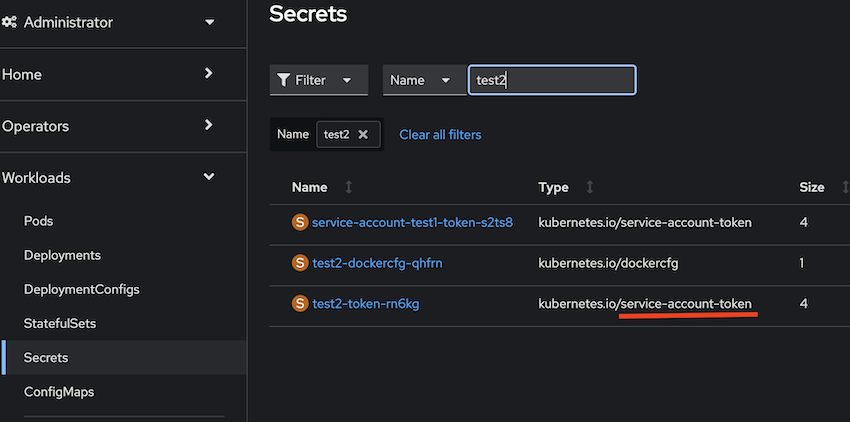 Administrator
Home
Operators
Workloads
Pods
Deployments
DeploymentConfigs
StatefulSets
Secrets
ConfigMaps
Secrets
Filter Name test2
Name test2 Clear all filters
Name Type Size
S service-account-test1-token-s2ts8 kubernetes.io/service-account-token 4
S test2-dockercfg-qhfrn kubernetes.io/dockercfg 1
S test2-token-rn6kg kubernetes.io/service-account-token 4